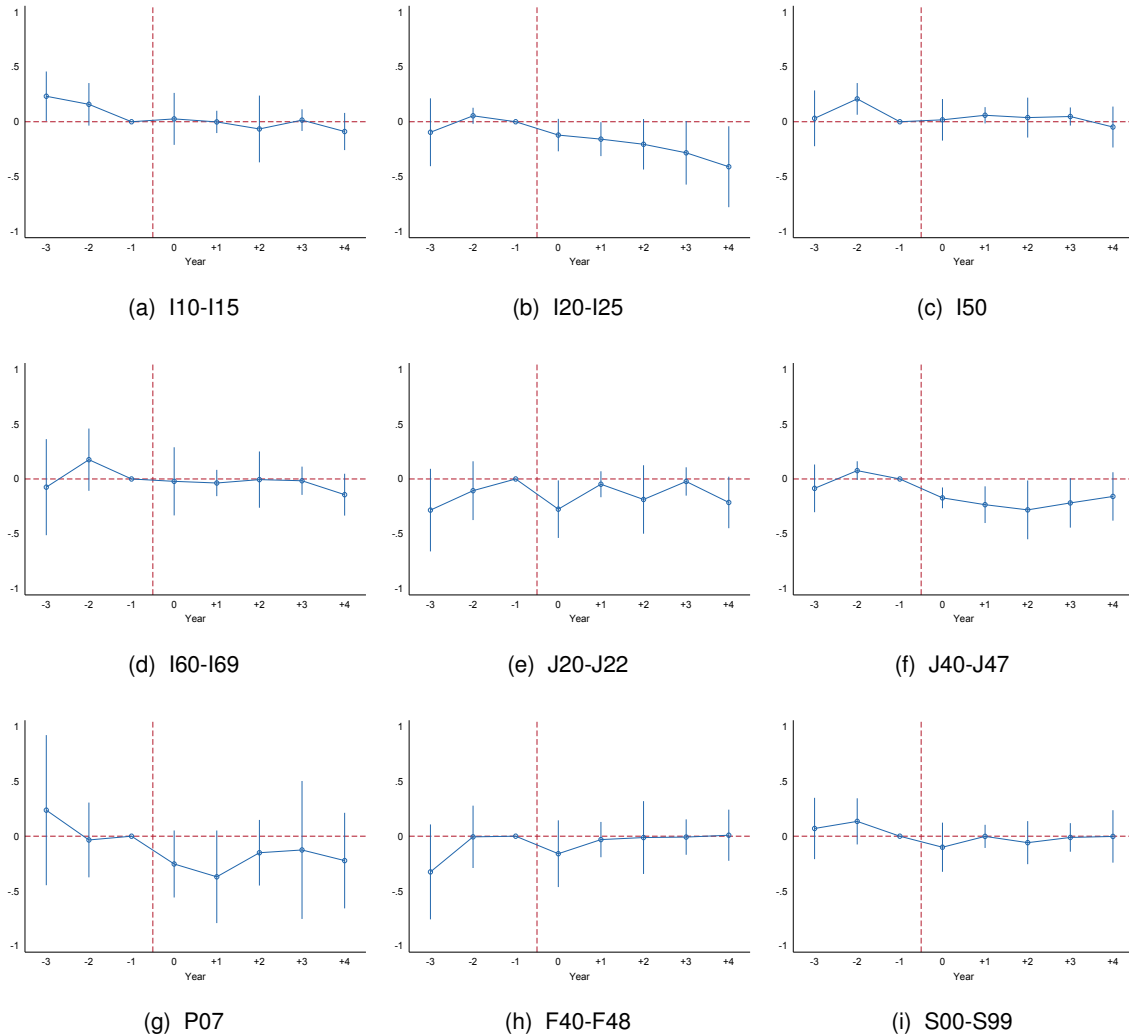 1
.5
0
-.5
-1
-3 -2 -1 0 +1 +2 +3 +4
Year
(a) I10-I15
1
.5
0
-.5
-1
-3 -2 -1 0 +1 +2 +3 +4
Year
(b) I20-I25
1
.5
0
-.5
-1
-3 -2 -1 0 +1 +2 +3 +4
Year
(c) I50
1
.5
0
-.5
-1
-3 -2 -1 0 +1 +2 +3 +4
Year
(d) I60-I69
1
.5
0
-.5
-1
-3 -2 -1 0 +1 +2 +3 +4
Year
(e) J20-J22
1
.5
0
-.5
-1
-3 -2 -1 0 +1 +2 +3 +4
Year
(f) J40-J47
1
.5
0
-.5
-1
-3 -2 -1 0 +1 +2 +3 +4
Year
(g) P07
1
.5
0
-.5
-1
-3 -2 -1 0 +1 +2 +3 +4
Year
(h) F40-F48
1
.5
0
-.5
-1
-3 -2 -1 0 +1 +2 +3 +4
Year
(i) S00-S99